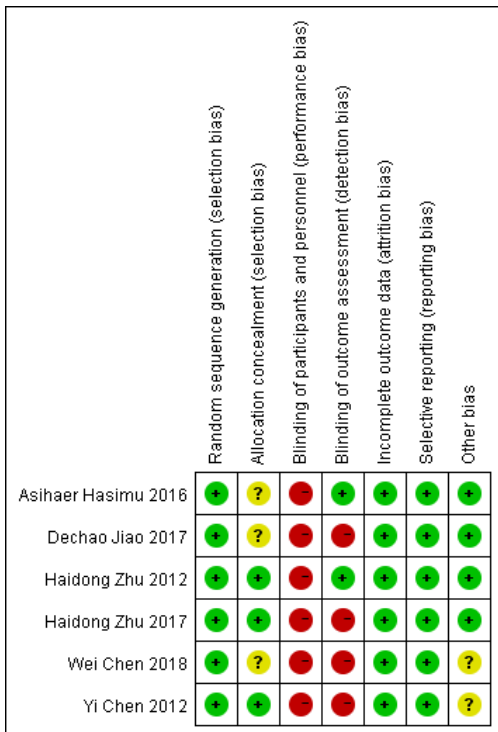 Random sequence generation (selection bias)
Allocation concealment (selection bias)
Blinding of participants and personnel (performance bias)
Blinding of outcome assessment (detection bias)
Incomplete outcome data (attrition bias)
Selective reporting (reporting bias)
Other bias
Asihaer Hasimu 2016 + ? - + + + +
Dechao Jiao 2017 + ? - - + + +
Haidong Zhu 2012 + + - + + + +
Haidong Zhu 2017 + + - - + + +
Wei Chen 2018 + ? - - + + ?
Yi Chen 2012 + + - - + + ?